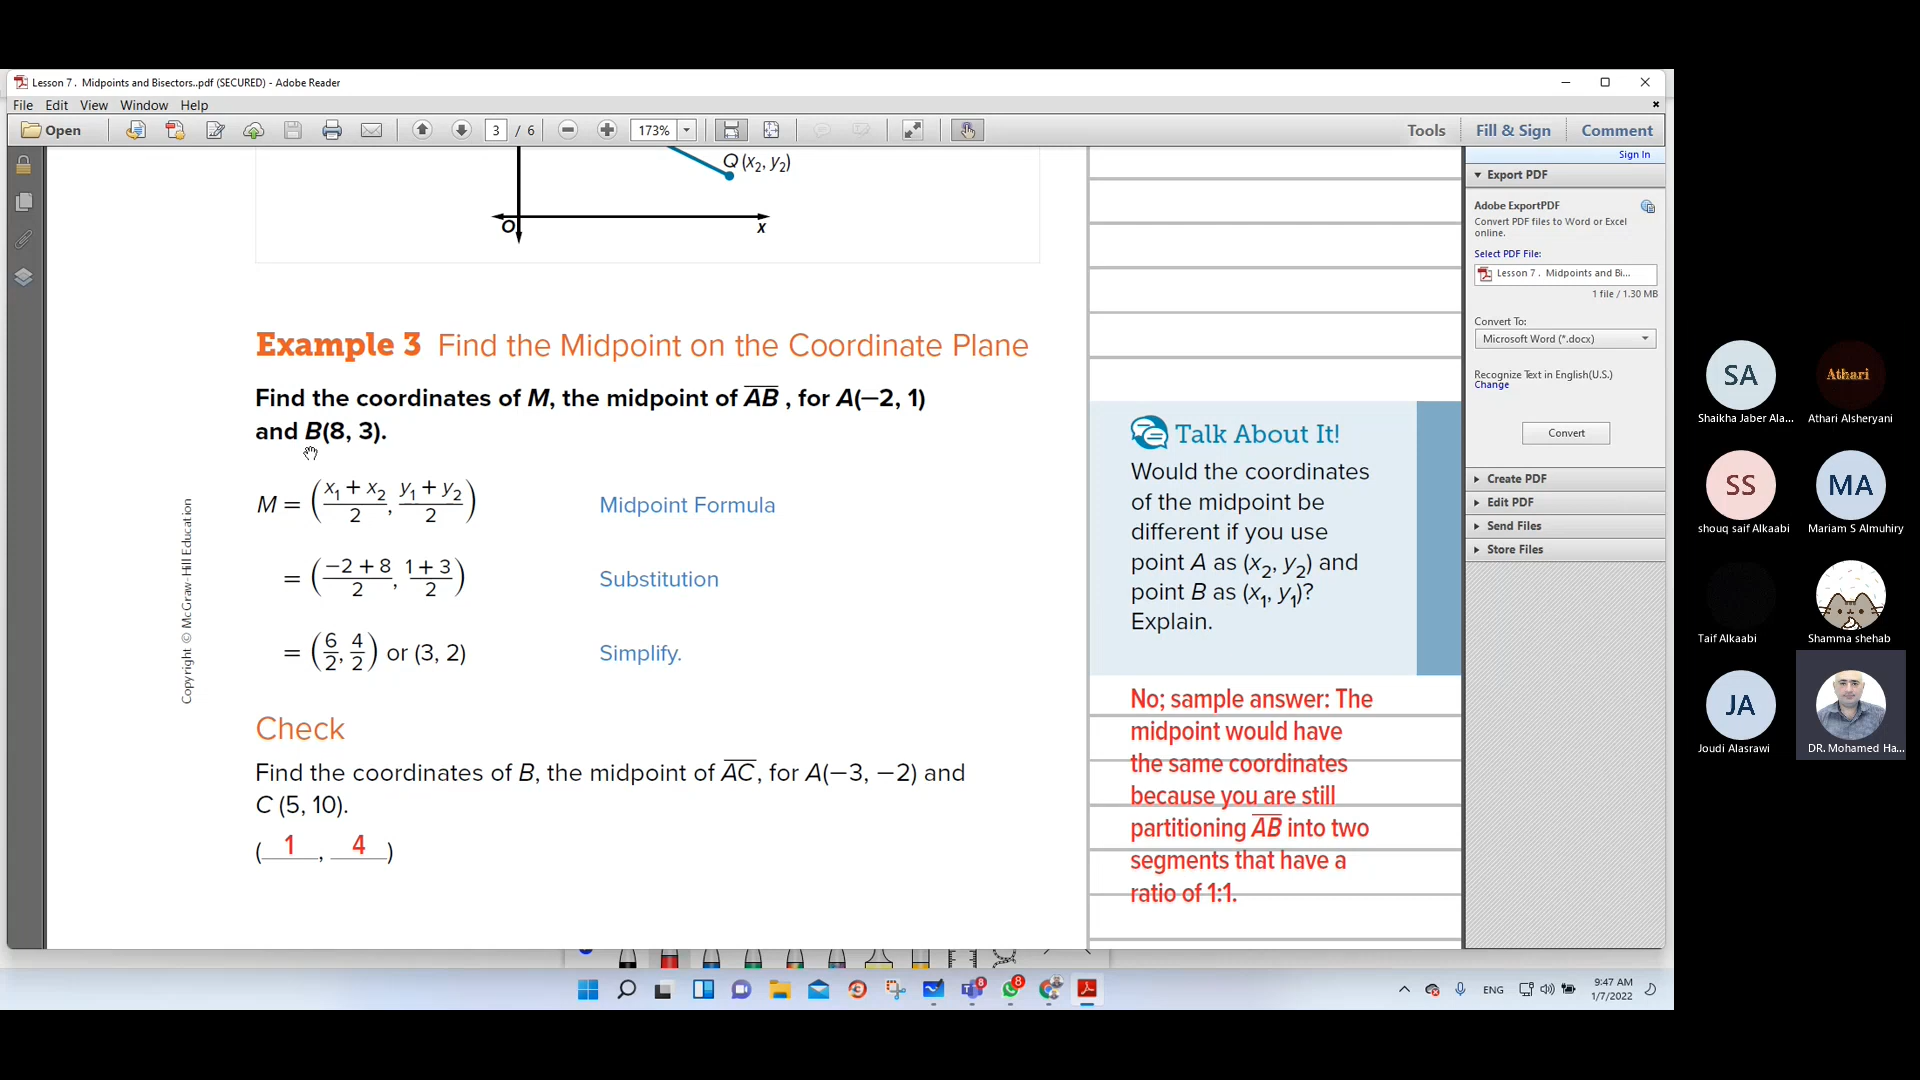 Lesson 7 . Midpoints and Bisectors..pdf (SECURED) - Adobe Reader
File Edit View Window Help
Open 3 / 6 173% Tools Fill & Sign Comment
Sign In
Q (x₂, y₂)
O x
Example 3 Find the Midpoint on the Coordinate Plane
Find the coordinates of M, the midpoint of A̅B̅ , for A(−2, 1)
and B(8, 3).
M = (x₁ + x₂ / 2, y₁ + y₂ / 2) Midpoint Formula
= (−2 + 8 / 2, 1 + 3 / 2) Substitution
= (6/2, 4/2) or (3, 2) Simplify.
Check
Find the coordinates of B, the midpoint of A̅C̅, for A(−3, −2) and
C (5, 10).
( 1 , 4 )
Copyright © McGraw-Hill Education
Talk About It!
Would the coordinates
of the midpoint be
different if you use
point A as (x₂, y₂) and
point B as (x₁, y₁)?
Explain.
No; sample answer: The
midpoint would have
the same coordinates
because you are still
partitioning A̅B̅ into two
segments that have a
ratio of 1:1.
Export PDF
Adobe ExportPDF
Convert PDF files to Word or Excel
online.
Select PDF File:
Lesson 7 . Midpoints and Bi...
1 file / 1.30 MB
Convert To:
Microsoft Word (*.docx)
Recognize Text in English(U.S.)
Change
Convert
Create PDF
Edit PDF
Send Files
Store Files
SA
Shaikha Jaber Ala...
Athari
Athari Alsheryani
SS
shouq saif Alkaabi
MA
Mariam S Almuhiry
Taif Alkaabi
Shamma shehab
JA
Joudi Alasrawi
DR. Mohamed Ha...
8
8
ENG
9:47 AM
1/7/2022